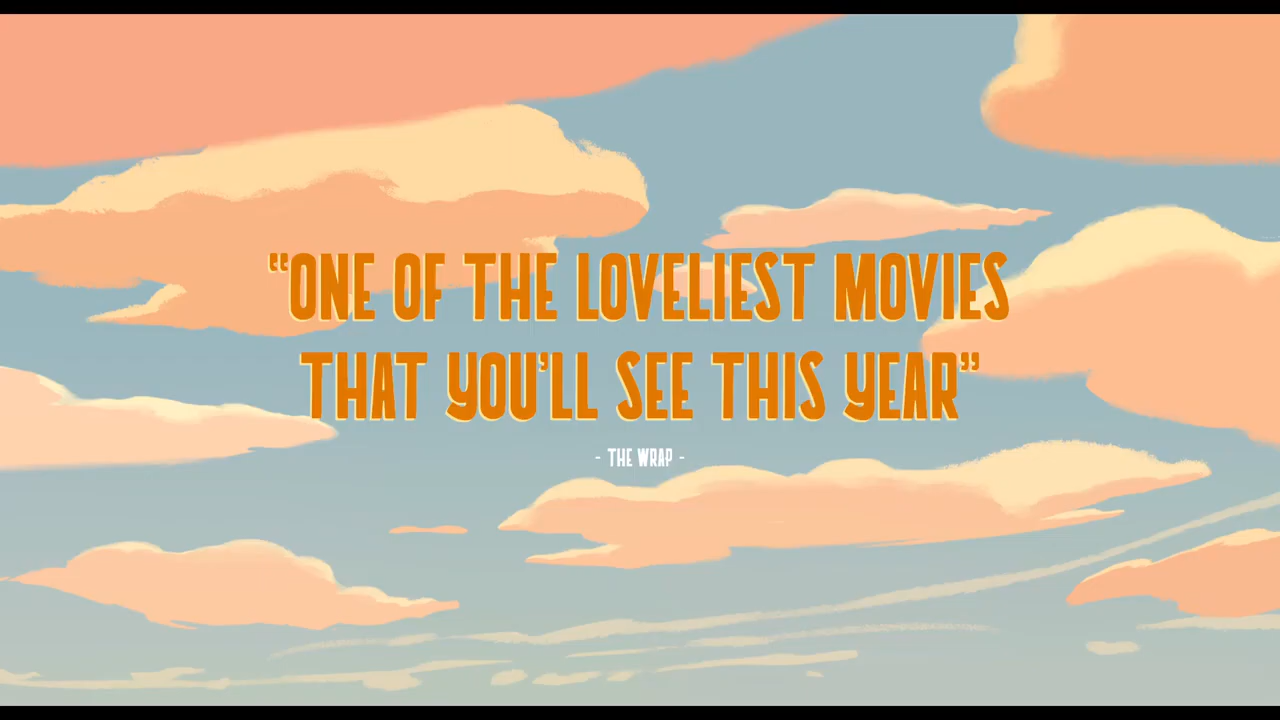 “ONE OF THE LOVELIEST MOVIES
THAT YOU’LL SEE THIS YEAR”
- THE WRAP -